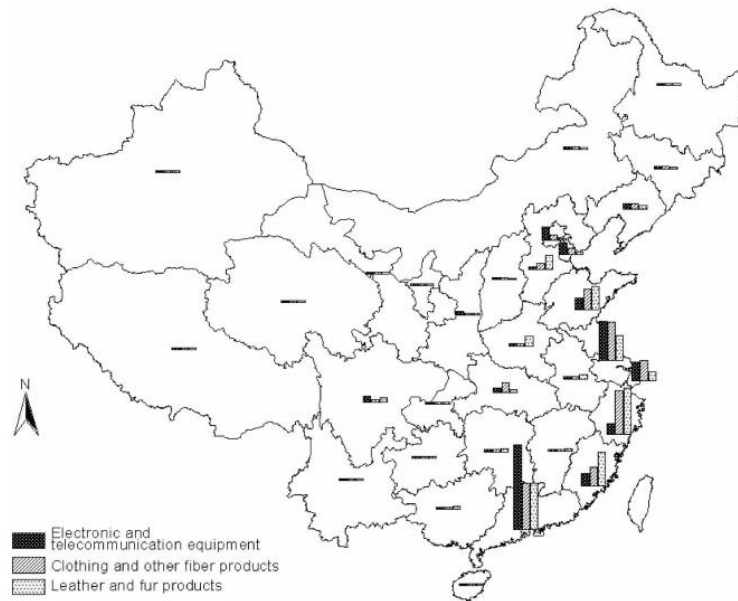 N
Electronic and
telecommunication equipment
Clothing and other fiber products
Leather and fur products